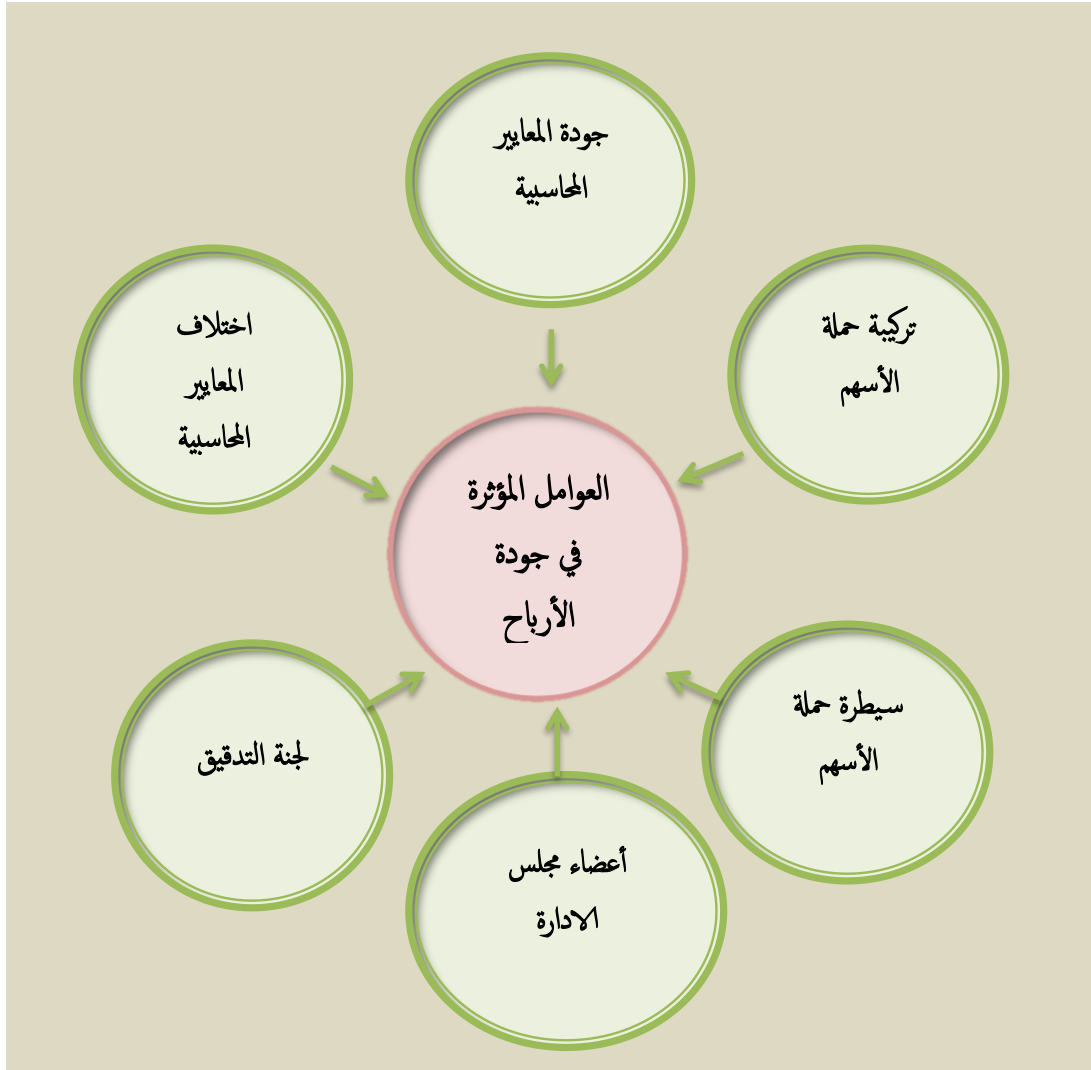 جودة المعايير
المحاسبية
تركيبة حملة
الأسهم
اختلاف
المعايير
المحاسبية
العوامل المؤثرة
في جودة
الأرباح
سيطرة حملة
الأسهم
لجنة التدقيق
أعضاء مجلس
الادارة